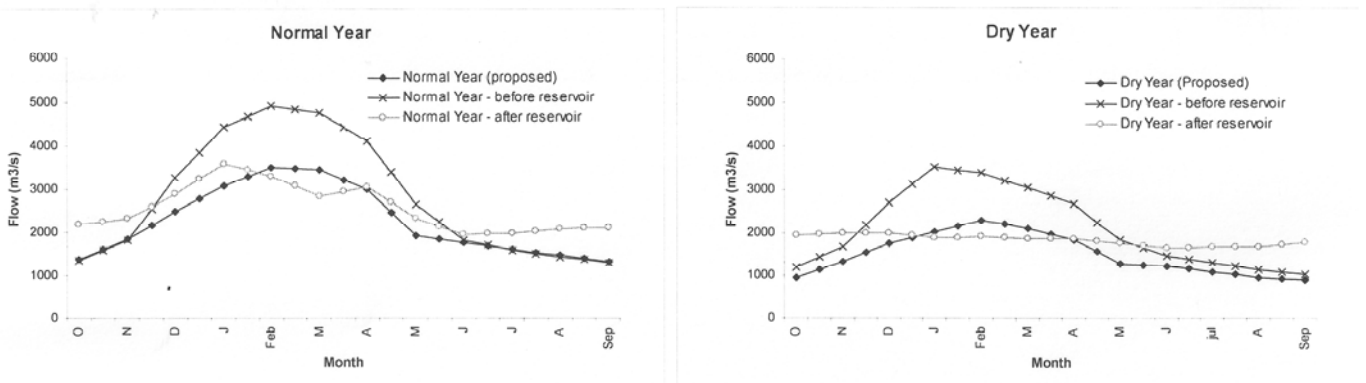 Normal Year
6000
5000
4000
3000
2000
1000
0
Flow (m3/s)
Normal Year (proposed)
Normal Year - before reservoir
Normal Year - after reservoir
O N D J Feb M A M J J A Sep
Month
Dry Year
6000
5000
4000
3000
2000
1000
0
Flow (m3/s)
Dry Year (Proposed)
Dry Year - before reservoir
Dry Year - after reservoir
O N D J Feb M A M J jul A Sep
Month